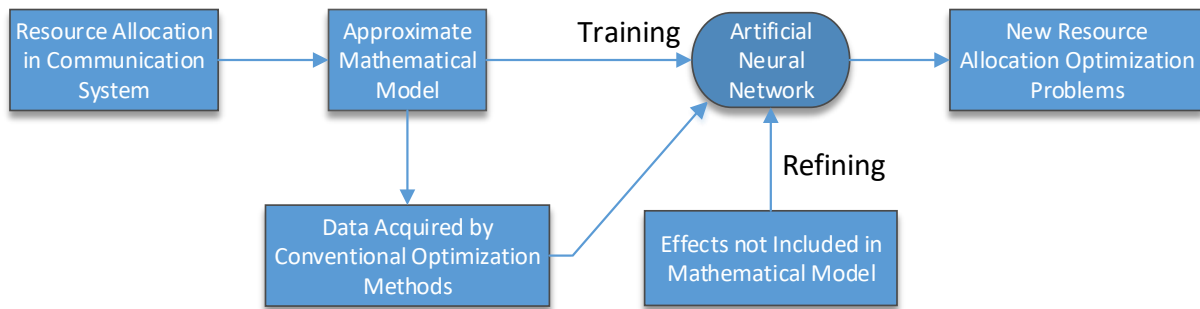 Resource Allocation
in Communication
System
Approximate
Mathematical
Model
Training
Artificial
Neural
Network
New Resource
Allocation Optimization
Problems
Refining
Data Acquired by
Conventional Optimization
Methods
Effects not Included in
Mathematical Model